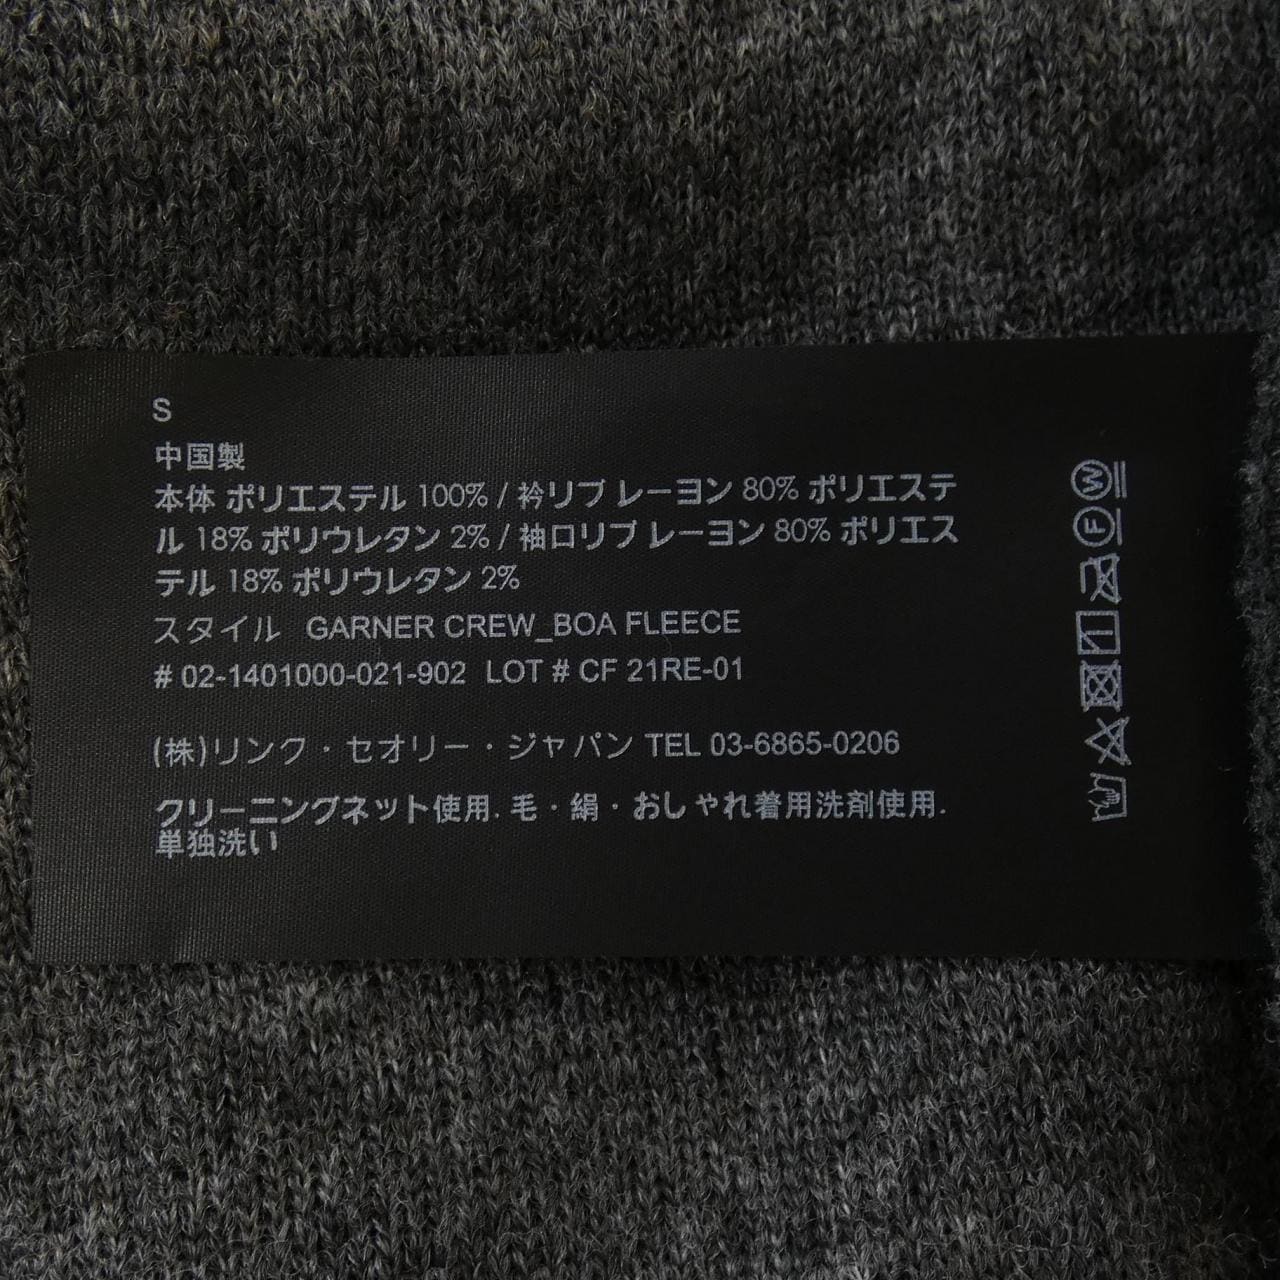 S
中国製
本体 ポリエステル 100% / 衿リブ レーヨン 80% ポリエステ
ル 18% ポリウレタン 2% / 袖口リブ レーヨン 80% ポリエス
テル 18% ポリウレタン 2%
スタイル GARNER CREW_BOA FLEECE
# 02-1401000-021-902 LOT # CF 21RE-01
(株)リンク・セオリー・ジャパン TEL 03-6865-0206
クリーニングネット使用. 毛・絹・おしゃれ着用洗剤使用.
単独洗い
W
F